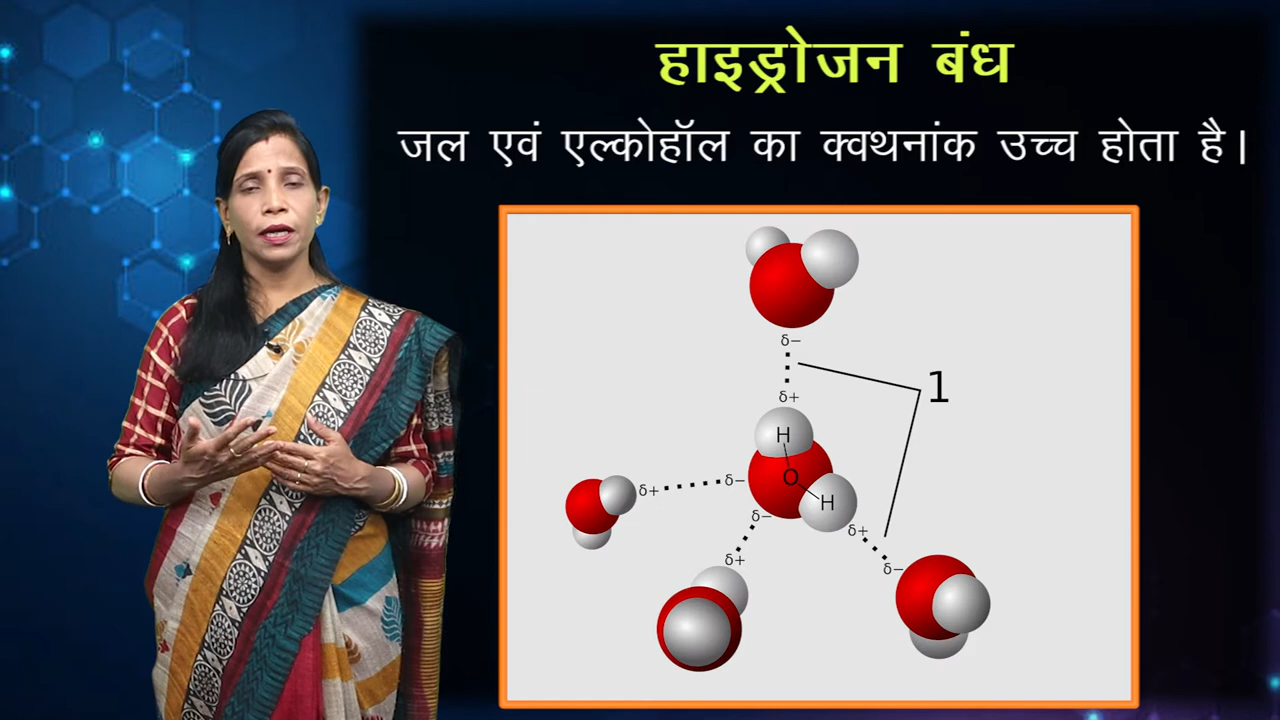 हाइड्रोजन बंध
जल एवं एल्कोहॉल का क्वथनांक उच्च होता है।
δ−
1
δ+
H
O
δ+
δ−
H
δ−
δ+
δ+
δ−